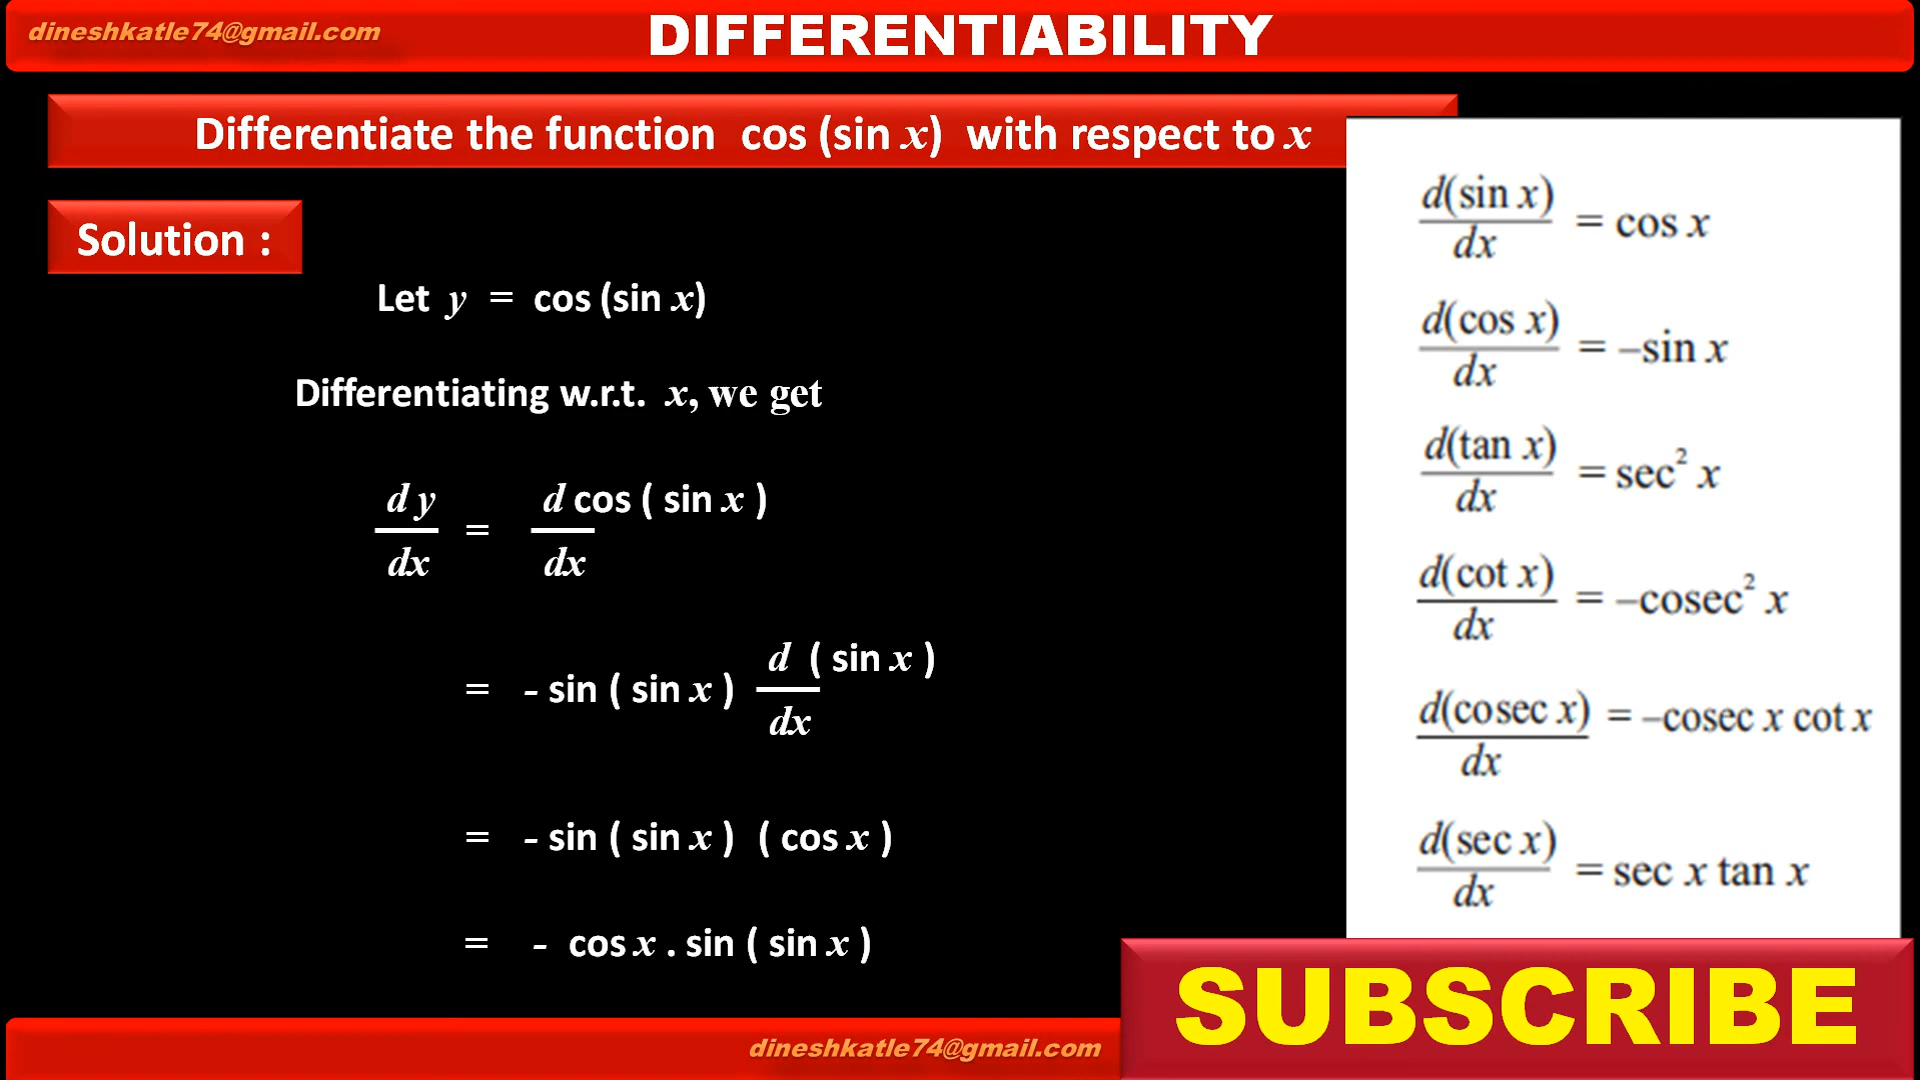 dineshkatle74@gmail.com
DIFFERENTIABILITY
Differentiate the function cos (sin x) with respect to x
Solution :
Let y = cos (sin x)
Differentiating w.r.t. x, we get
d y
dx
=
d cos ( sin x )
dx
= - sin ( sin x )
d ( sin x )
dx
= - sin ( sin x ) ( cos x )
= - cos x . sin ( sin x )
d(sin x)
dx
= cos x
d(cos x)
dx
= –sin x
d(tan x)
dx
= sec² x
d(cot x)
dx
= –cosec² x
d(cosec x)
dx
= –cosec x cot x
d(sec x)
dx
= sec x tan x
SUBSCRIBE
dineshkatle74@gmail.com